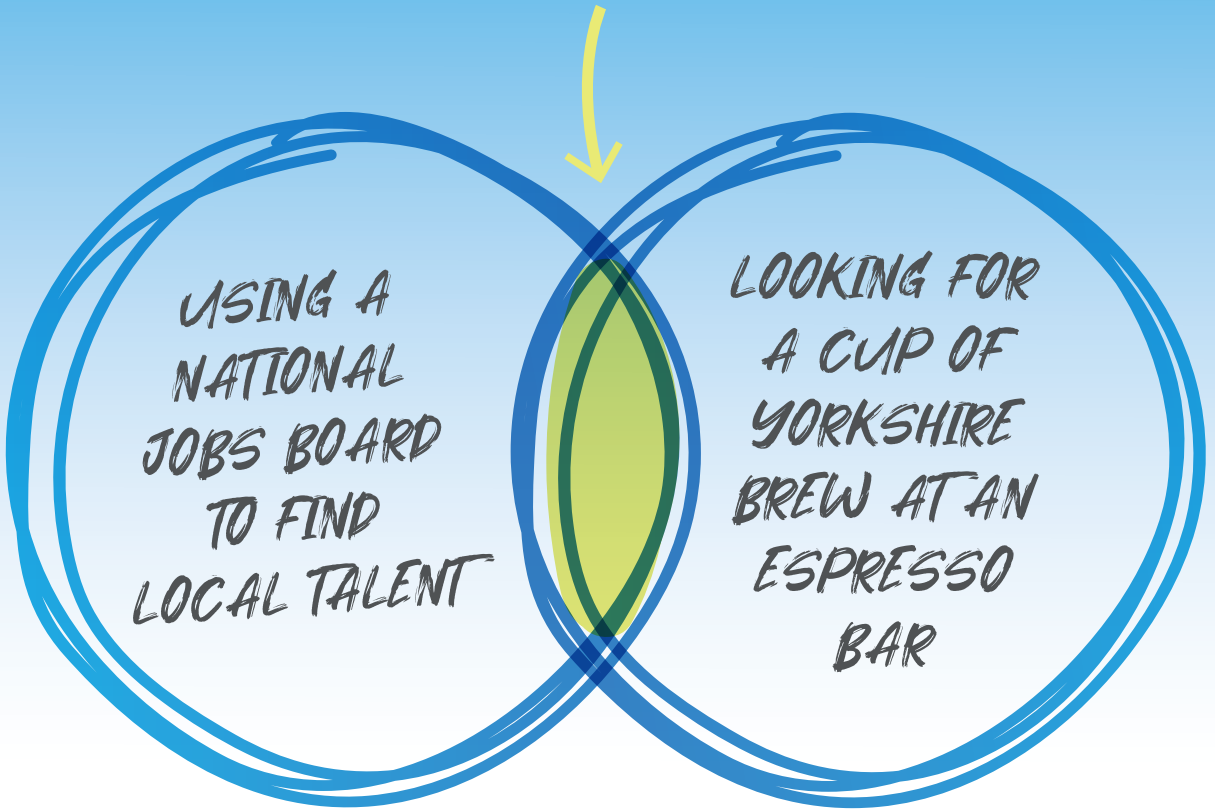 USING A
NATIONAL
JOBS BOARD
TO FIND
LOCAL TALENT
LOOKING FOR
A CUP OF
YORKSHIRE
BREW AT AN
ESPRESSO
BAR